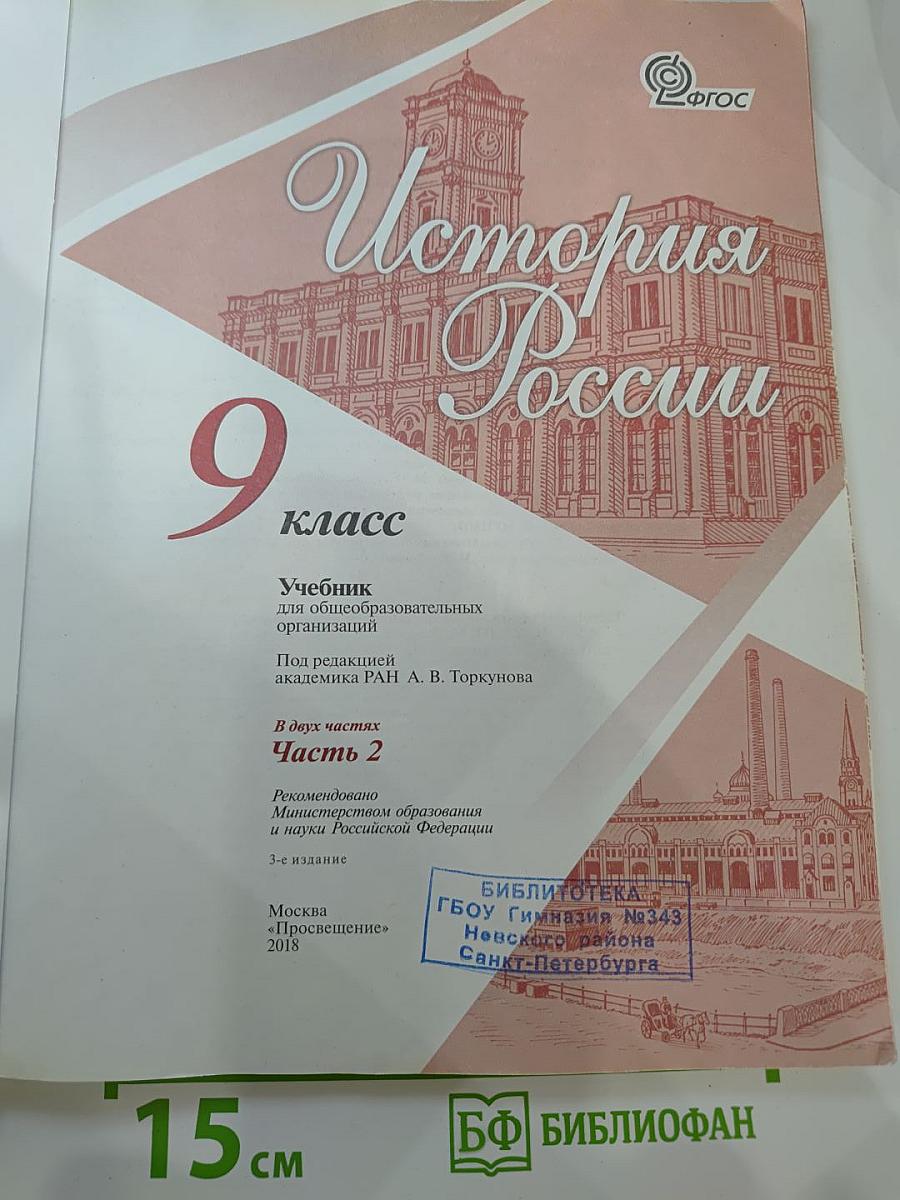 ФГОС
История
России
9 класс
Учебник
для общеобразовательных
организаций
Под редакцией
академика РАН А. В. Торкунова
В двух частях
Часть 2
Рекомендовано
Министерством образования
и науки Российской Федерации
3-е издание
Москва
«Просвещение»
2018
БИБЛИОТЕКА
ГБОУ Гимназия №343
Невского района
Санкт-Петербурга
15 см
БФ БИБЛИОФАН